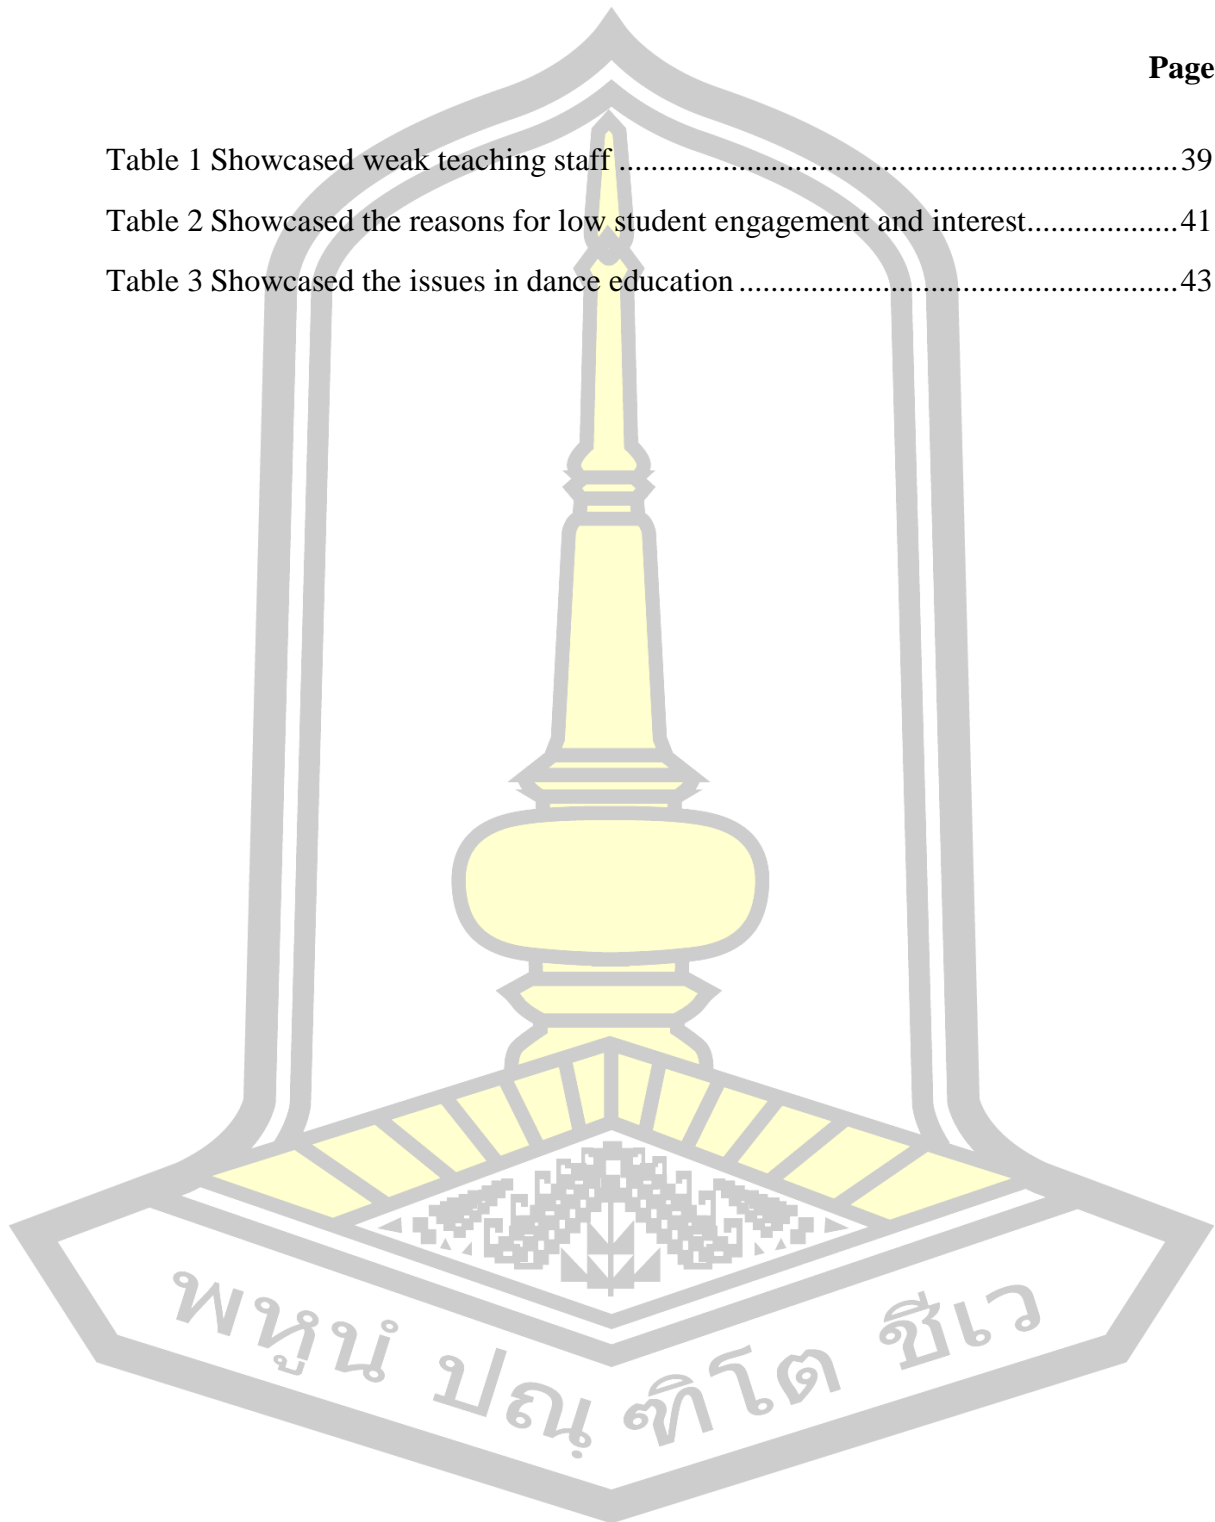 Page
Table 1 Showcased weak teaching staff ......................................................................39
Table 2 Showcased the reasons for low student engagement and interest...................41
Table 3 Showcased the issues in dance education .......................................................43
พหูนํ ปณฺ ฑิโต ชีเว